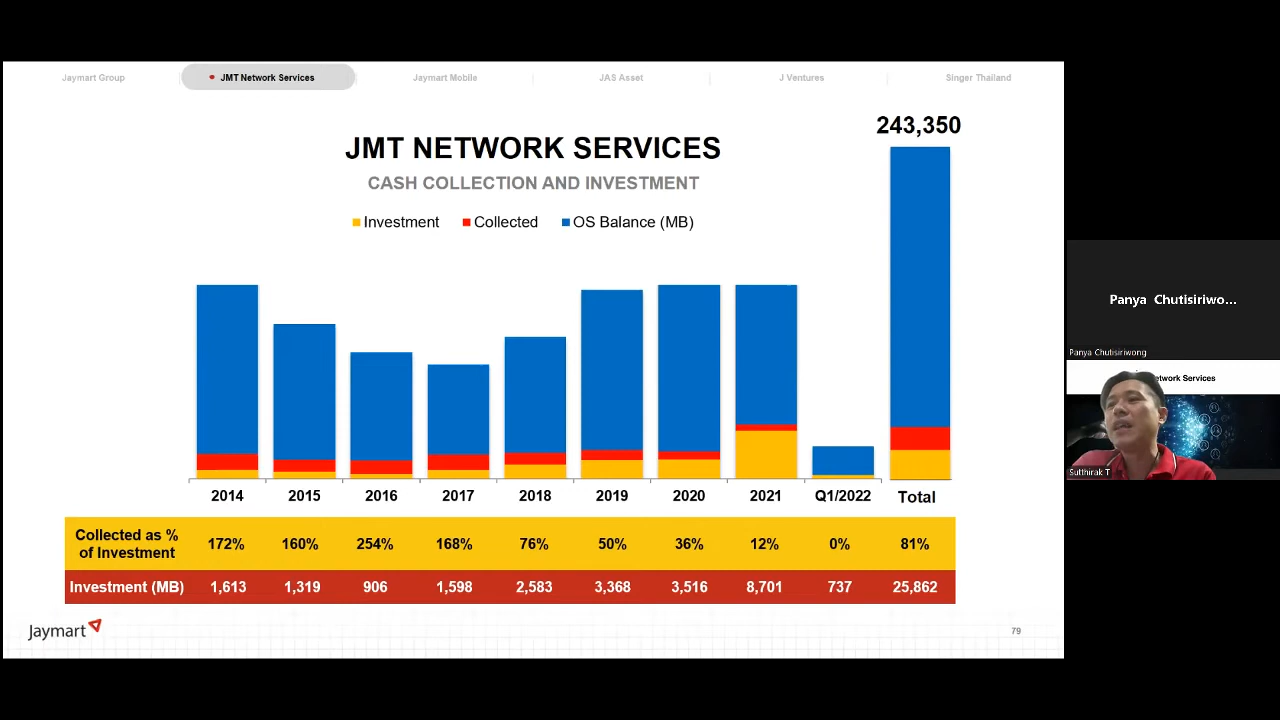 Jaymart Group JMT Network Services Jaymart Mobile JAS Asset J Ventures Singer Thailand
243,350
JMT NETWORK SERVICES
CASH COLLECTION AND INVESTMENT
Investment Collected OS Balance (MB)
2014 2015 2016 2017 2018 2019 2020 2021 Q1/2022 Total
Collected as %
of Investment
172% 160% 254% 168% 76% 50% 36% 12% 0% 81%
Investment (MB) 1,613 1,319 906 1,598 2,583 3,368 3,516 8,701 737 25,862
Jaymart
79
Panya Chutisiriwo...
Panya Chutisiriwong
Network Services
Sutthirak T